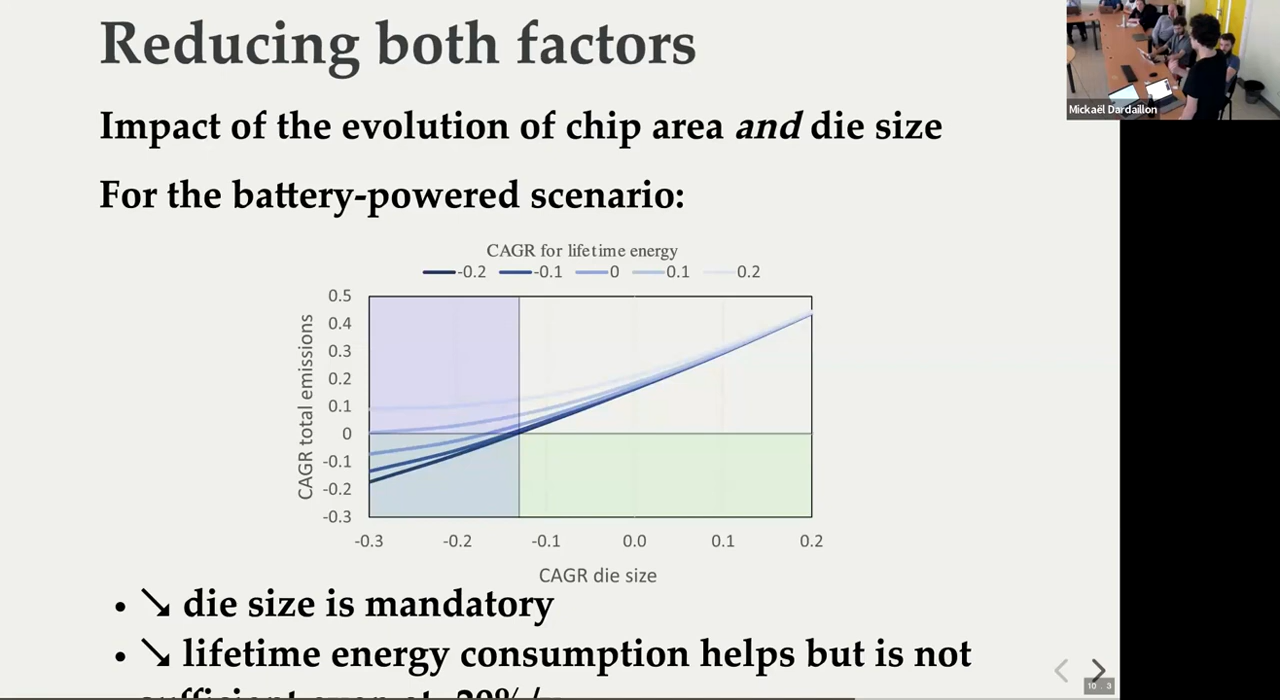 Reducing both factors
Mickaël Dardaillon
Impact of the evolution of chip area and die size
For the battery-powered scenario:
CAGR for lifetime energy
-0.2 -0.1 0 0.1 0.2
CAGR total emissions
0.5
0.4
0.3
0.2
0.1
0
-0.1
-0.2
-0.3
-0.3 -0.2 -0.1 0.0 0.1 0.2
CAGR die size
• ↘ die size is mandatory
• ↘ lifetime energy consumption helps but is not
10 . 3